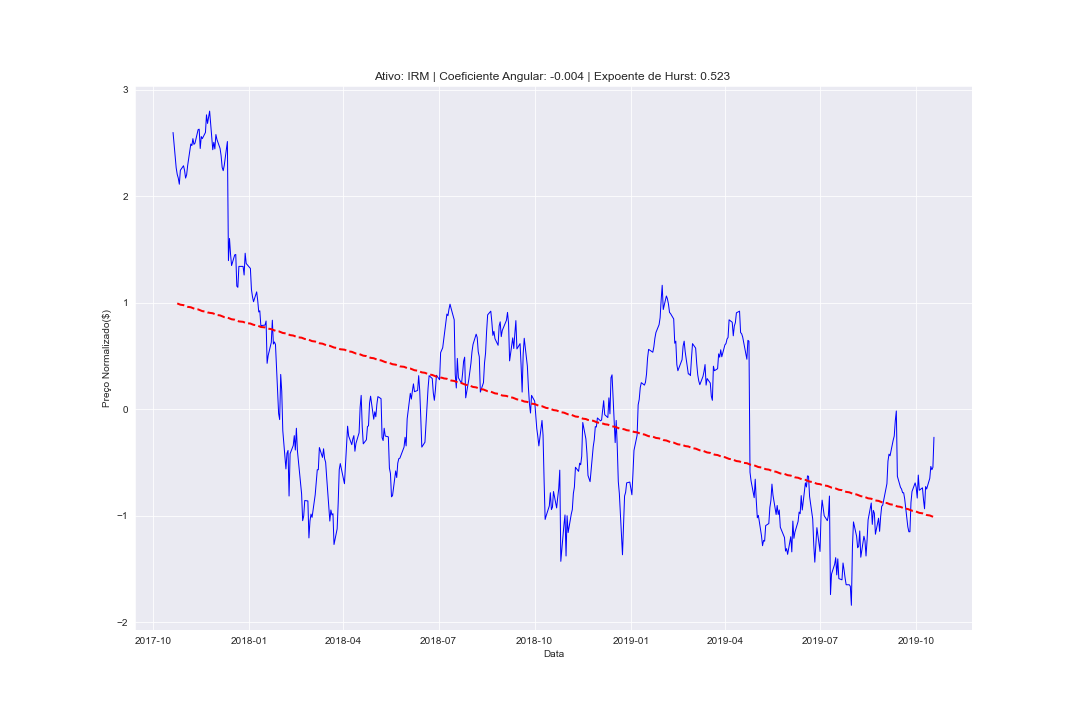 Ativo: IRM | Coeficiente Angular: -0.004 | Expoente de Hurst: 0.523
3
2
1
0
−1
−2
Preço Normalizado($)
2017-10 2018-01 2018-04 2018-07 2018-10 2019-01 2019-04 2019-07 2019-10
Data